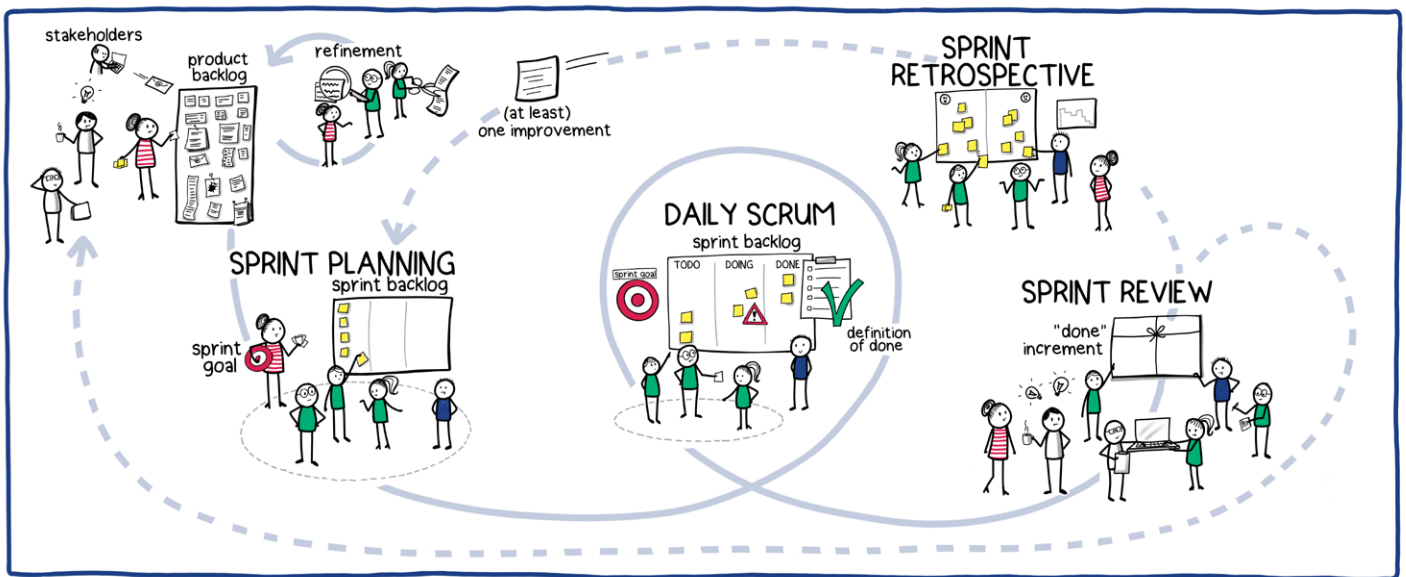 stakeholders
product
backlog
refinement
(at least)
one improvement
SPRINT
RETROSPECTIVE
SPRINT PLANNING
sprint backlog
sprint
goal
DAILY SCRUM
sprint backlog
sprint goal
TODO
DOING
DONE
definition
of done
SPRINT REVIEW
"done"
increment